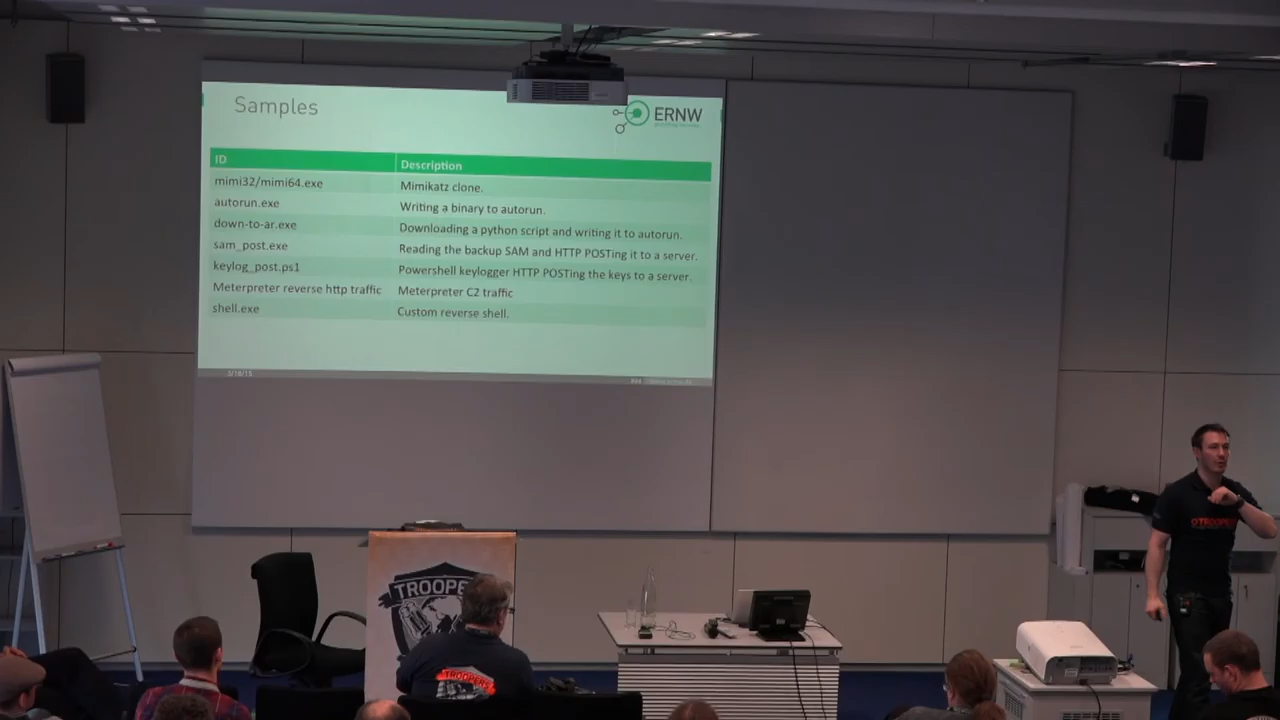 Samples
ERNW
ID Description
mimi32/mimi64.exe Mimikatz clone.
autorun.exe Writing a binary to autorun.
down-to-ar.exe Downloading a python script and writing it to autorun.
sam_post.exe Reading the backup SAM and HTTP POSTing it to a server.
keylog_post.ps1 Powershell keylogger HTTP POSTing the keys to a server.
Meterpreter reverse http traffic Meterpreter C2 traffic
shell.exe Custom reverse shell.
TROOPE
TROOPERS